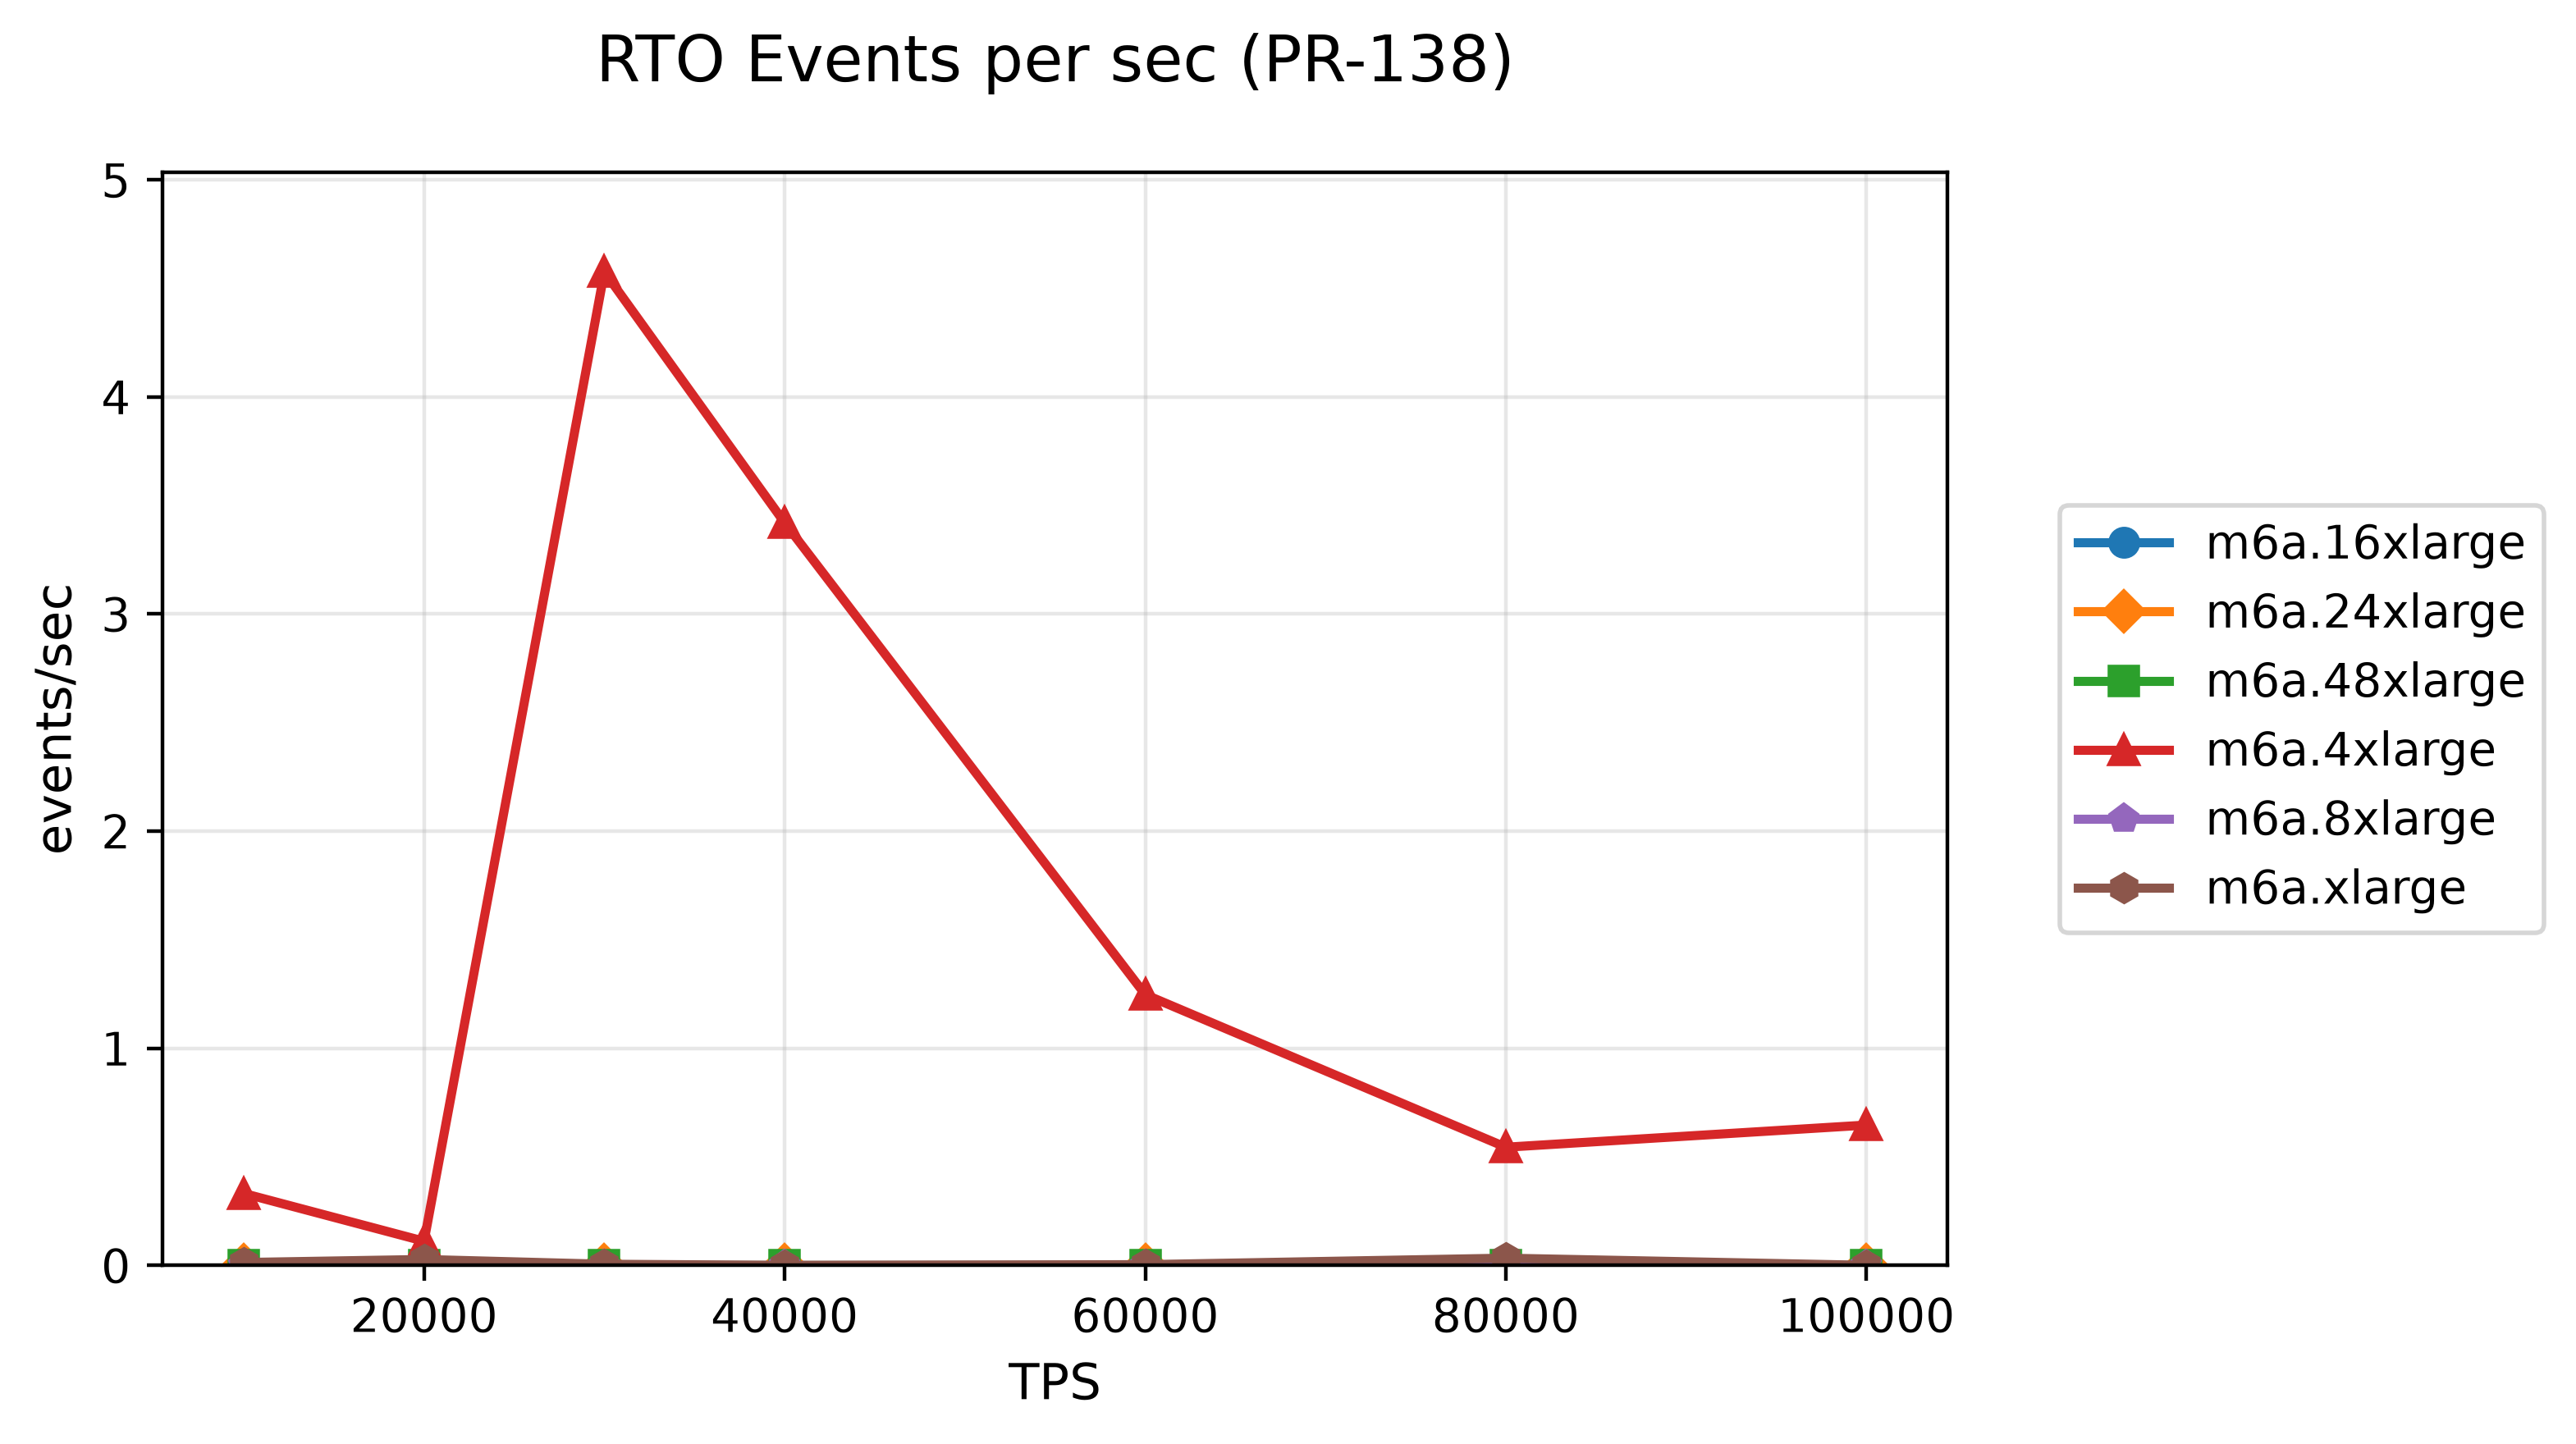 RTO Events per sec (PR-138)
5
4
3
2
1
0
events/sec
20000 40000 60000 80000 100000
TPS
m6a.16xlarge
m6a.24xlarge
m6a.48xlarge
m6a.4xlarge
m6a.8xlarge
m6a.xlarge